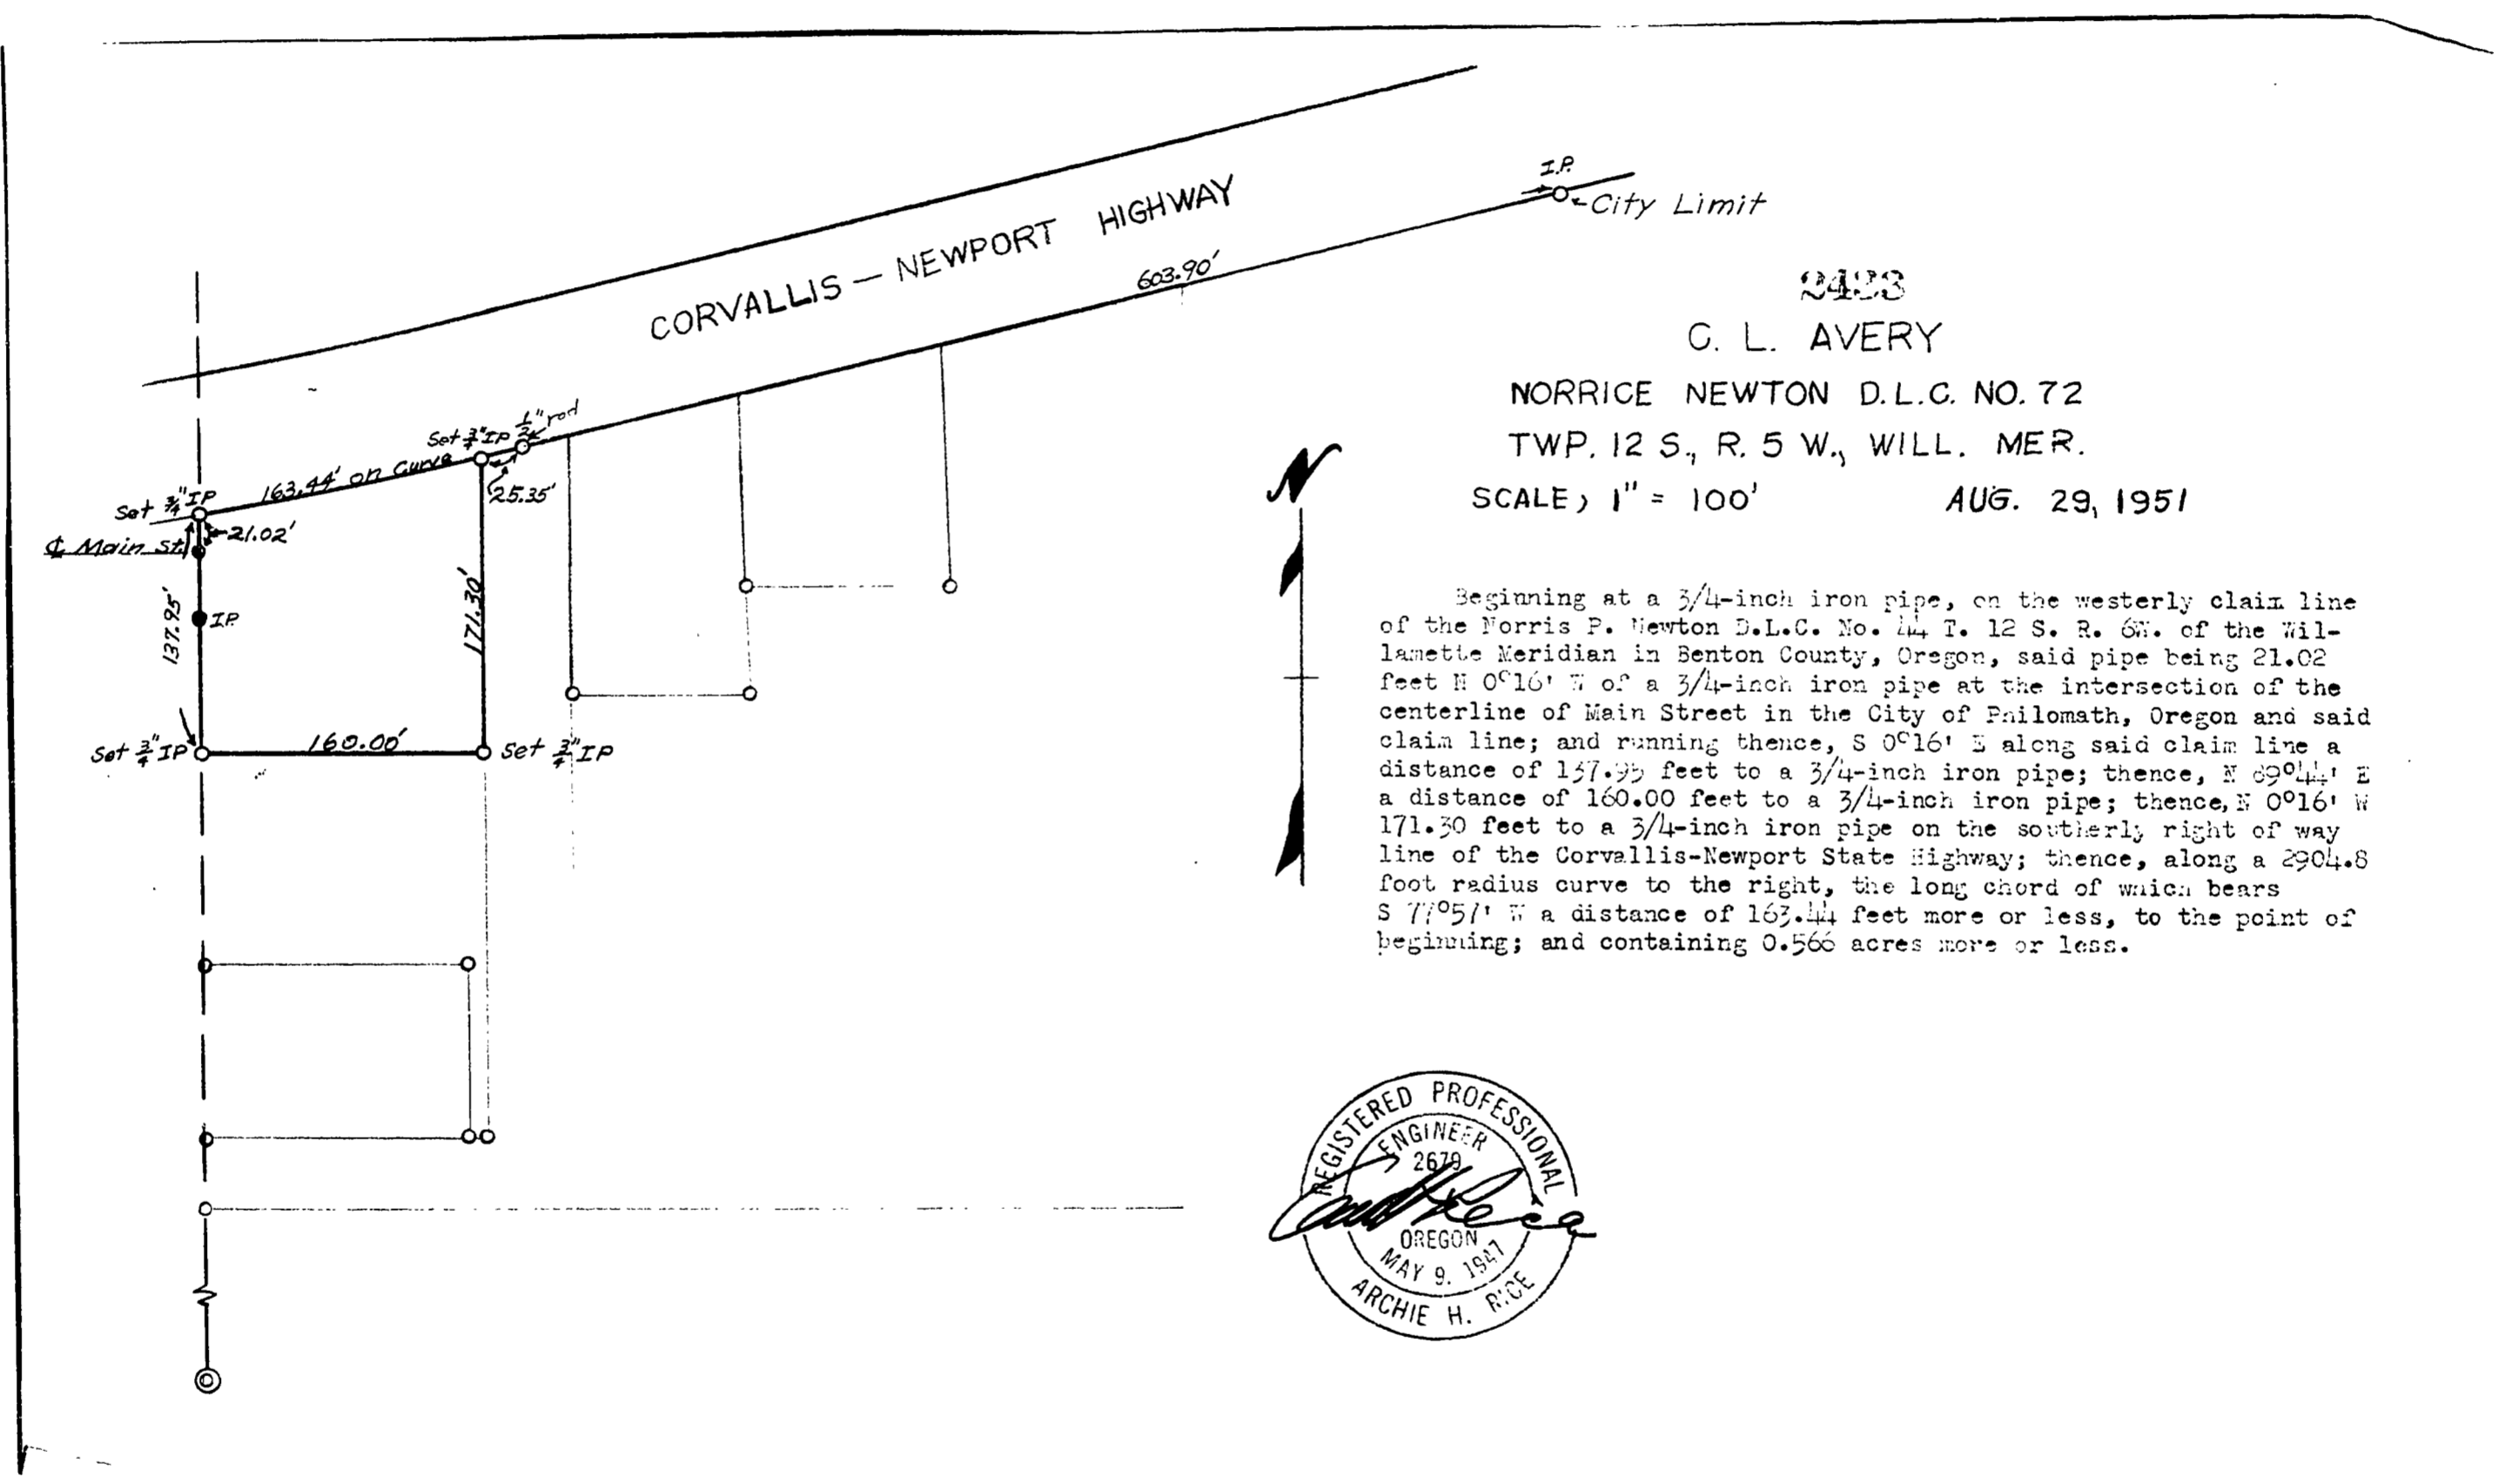 CORVALLIS — NEWPORT HIGHWAY
I.P.
City Limit
603.90'
1/2" rod
Set 3/4" IP
163.44' on Curve
25.35'
Set 3/4" IP
21.02'
℄ Main St.
137.95'
I.P.
171.30'
Set 3/4" IP
160.00'
Set 3/4" IP
N
2433
C. L. AVERY
NORRICE NEWTON D.L.C. NO. 72
TWP. 12 S., R. 5 W., WILL. MER.
SCALE, 1" = 100' AUG. 29, 1951
Beginning at a 3/4-inch iron pipe, on the westerly claim line
of the Norris P. Newton D.L.C. No. 44 T. 12 S. R. 6W. of the Wil-
lamette Meridian in Benton County, Oregon, said pipe being 21.02
feet N 0°16' W of a 3/4-inch iron pipe at the intersection of the
centerline of Main Street in the City of Philomath, Oregon and said
claim line; and running thence, S 0°16' E along said claim line a
distance of 137.95 feet to a 3/4-inch iron pipe; thence, N 89°44' E
a distance of 160.00 feet to a 3/4-inch iron pipe; thence, N 0°16' W
171.30 feet to a 3/4-inch iron pipe on the southerly right of way
line of the Corvallis-Newport State Highway; thence, along a 2904.8
foot radius curve to the right, the long chord of which bears
S 77°57' W a distance of 163.44 feet more or less, to the point of
beginning; and containing 0.566 acres more or less.
REGISTERED PROFESSIONAL
ENGINEER
2679
OREGON
MAY 9, 1947
ARCHIE H. RICE